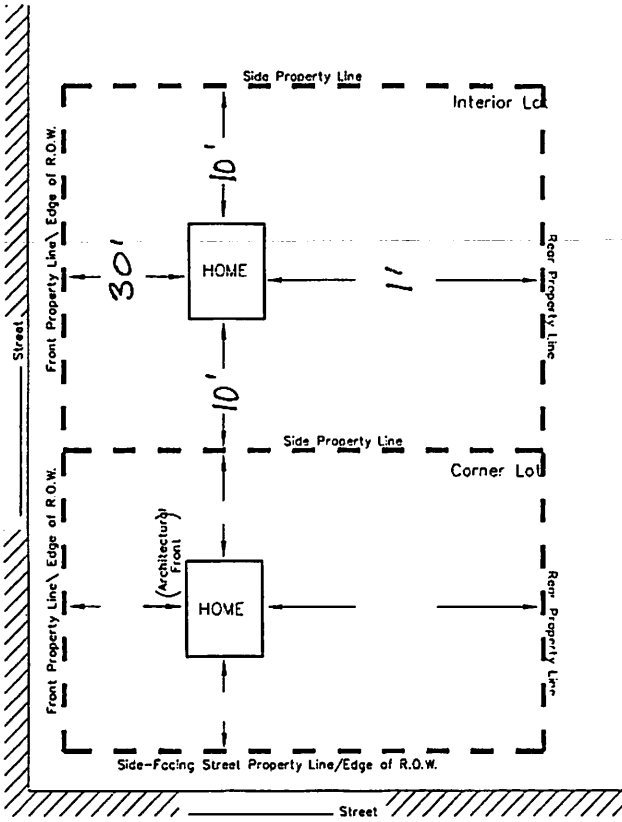 Side Property Line
Interior Lot
10'
Front Property Line\ Edge of R.O.W.
30'
HOME
1'
Rear Property Line
Street
10'
Side Property Line
Corner Lot
Front Property Line\ Edge of R.O.W.
(Architectural
Front)
HOME
Rear Property Line
Side-Facing Street Property Line/Edge of R.O.W.
Street